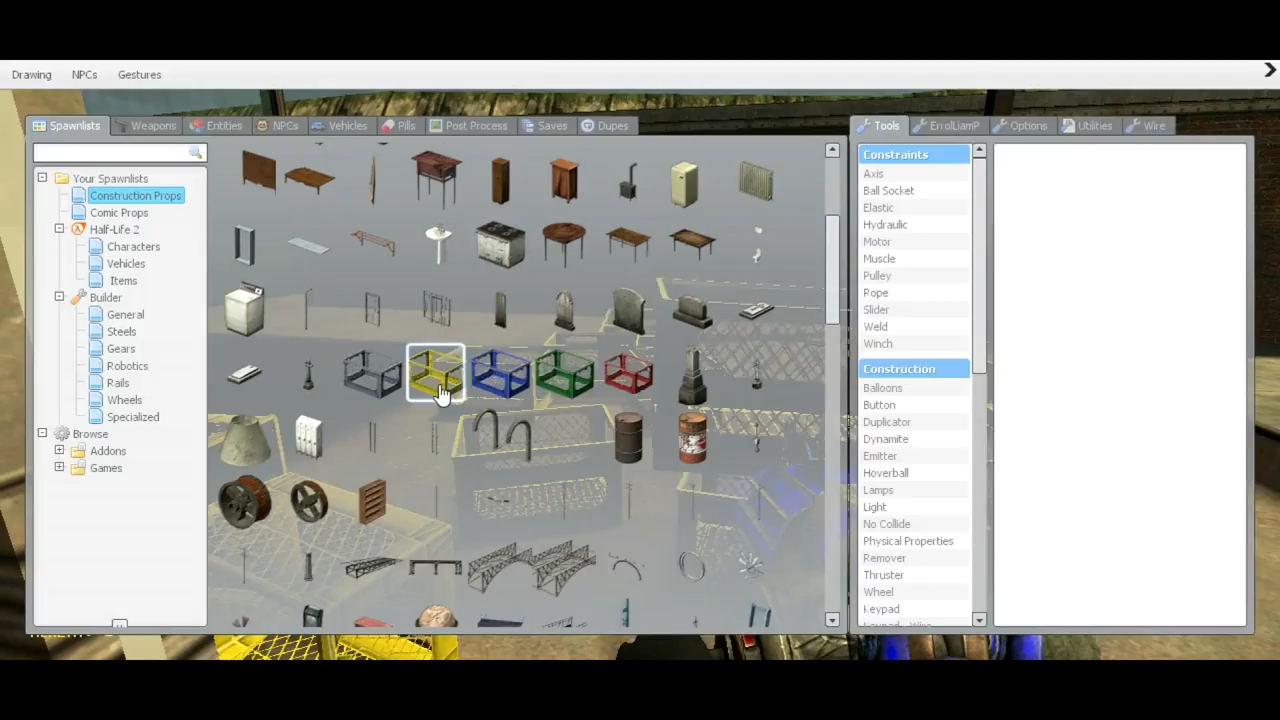 Drawing NPCs Gestures
Spawnlists Weapons Entities NPCs Vehicles Pills Post Process Saves Dupes
Tools ErrolLiamP Options Utilities Wire
Your Spawnlists
Construction Props
Comic Props
Half-Life 2
Characters
Vehicles
Items
Builder
General
Steels
Gears
Robotics
Rails
Wheels
Specialized
Browse
Addons
Games
Constraints
Axis
Ball Socket
Elastic
Hydraulic
Motor
Muscle
Pulley
Rope
Slider
Weld
Winch
Construction
Balloons
Button
Duplicator
Dynamite
Emitter
Hoverball
Lamps
Light
No Collide
Physical Properties
Remover
Thruster
Wheel
Keypad
Keypad - Wire